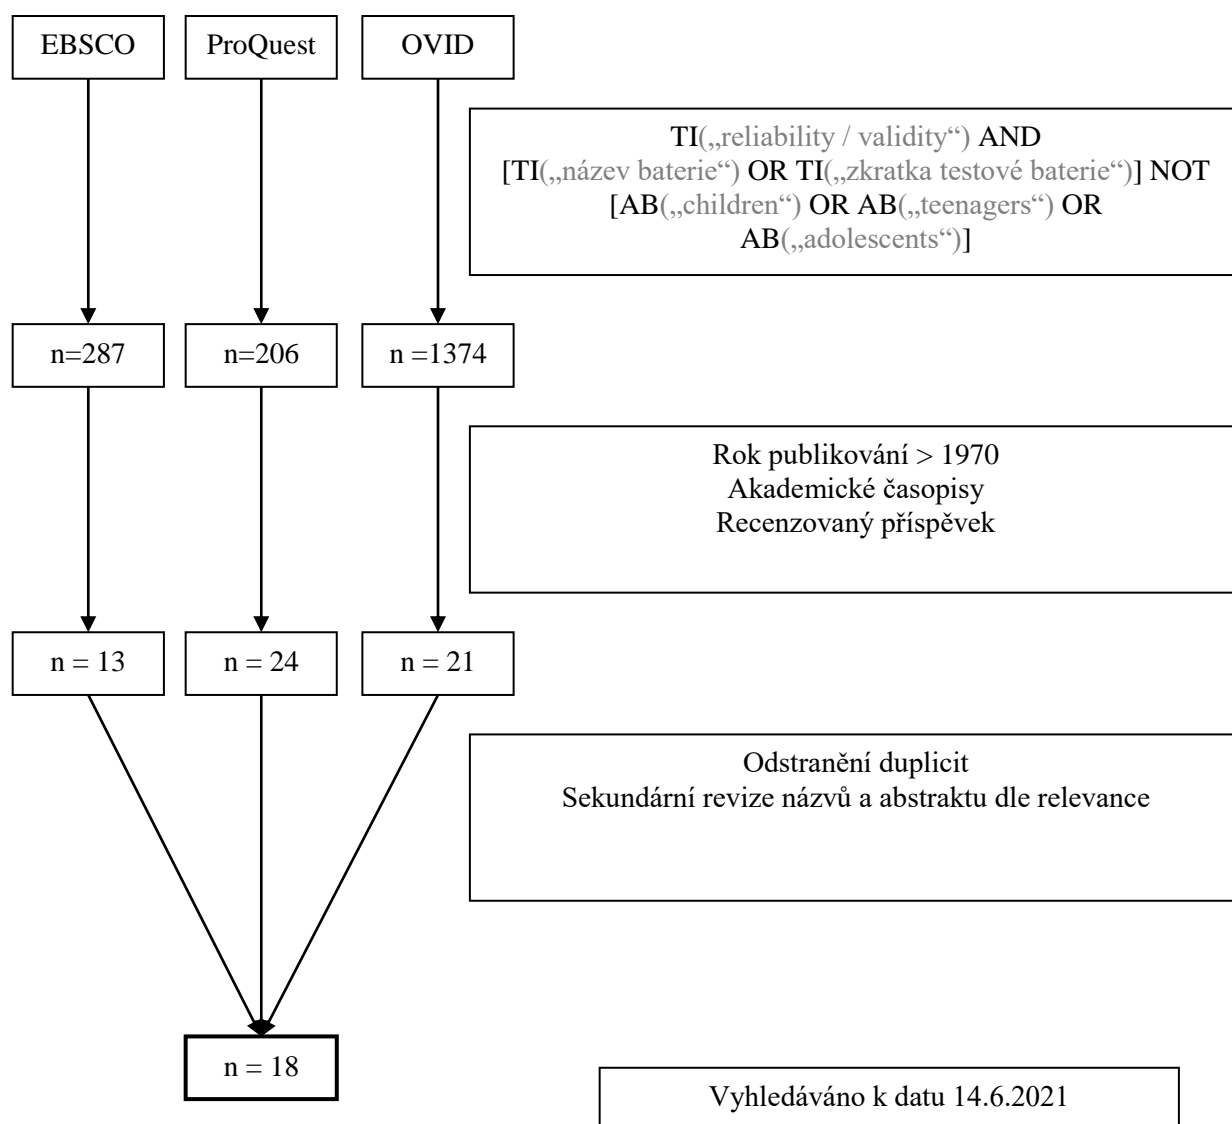 EBSCO
ProQuest
OVID
TI(„reliability / validity“) AND
[TI(„název baterie“) OR TI(„zkratka testové baterie“)] NOT
[AB(„children“) OR AB(„teenagers“) OR
AB(„adolescents“)]
n=287
n=206
n =1374
Rok publikování > 1970
Akademické časopisy
Recenzovaný příspěvek
n = 13
n = 24
n = 21
Odstranění duplicit
Sekundární revize názvů a abstraktu dle relevance
n = 18
Vyhledáváno k datu 14.6.2021